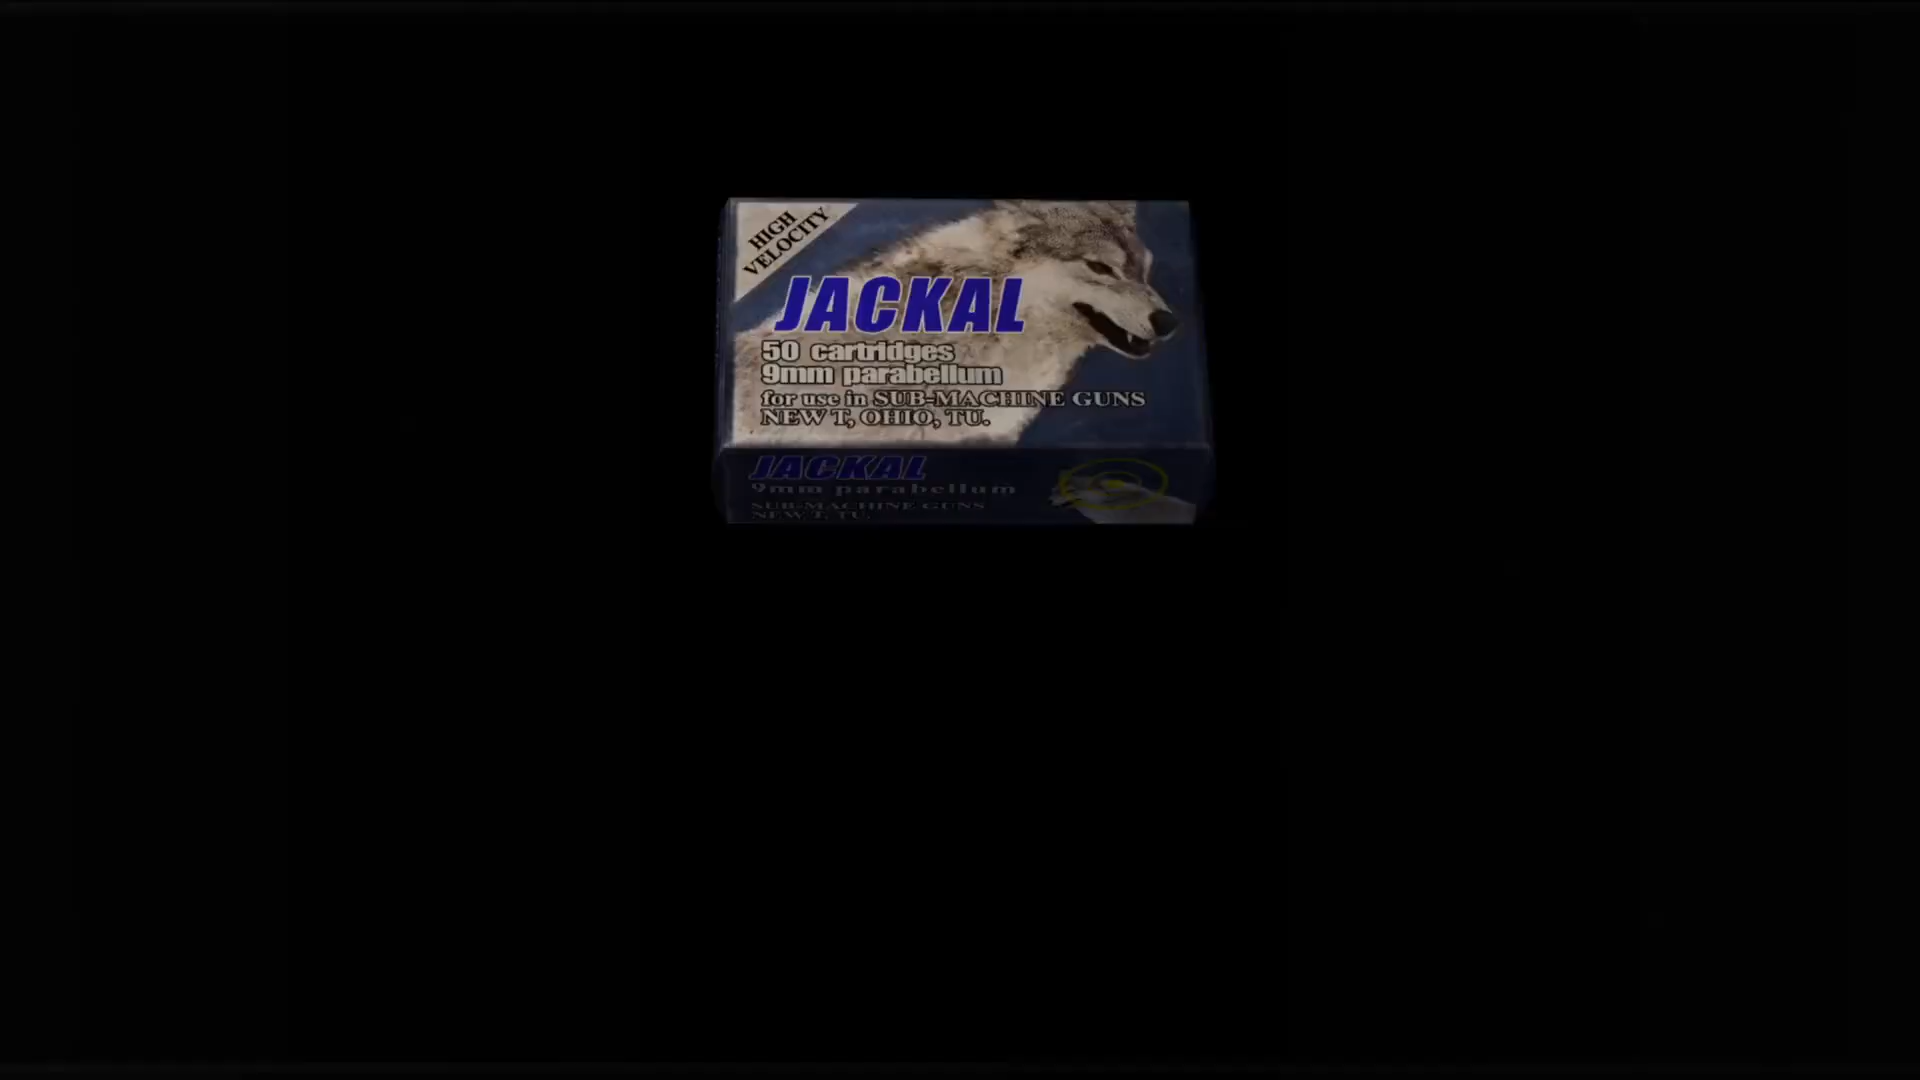 HIGH
VELOCITY
JACKAL
50 cartridges
9mm parabellum
for use in SUB-MACHINE GUNS
NEW T, OHIO, TU.
JACKAL
9mm parabellum
SUB-MACHINE GUNS
NEW T, TU.